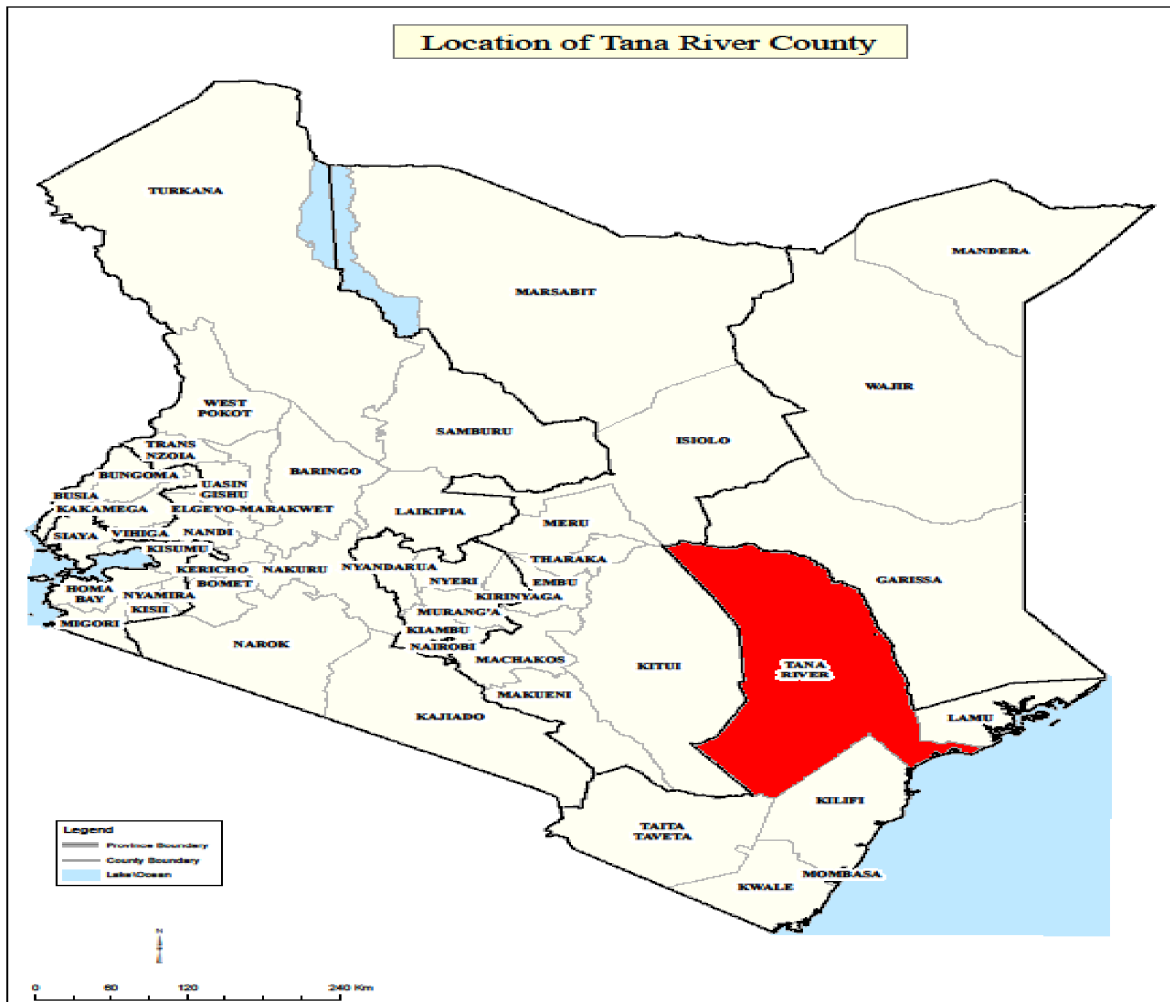 Location of Tana River County
TURKANA
MANDERA
MARSABIT
WAJIR
WEST
POKOT
SAMBURU
ISIOLO
TRANS
NZOIA
BARINGO
BUNGOMA
UASIN
GISHU
BUSIA
KAKAMEGA
ELGEYO-MARAKWET
LAIKIPIA
MERU
SIAYA
VIHIGA
NANDI
KISUMU
THARAKA
KERICHO
NAKURU
NYANDARUA
NYERI
EMBU
GARISSA
HOMA
BAY
NYAMIRA
BOMET
KIRINYAGA
KISII
MURANG'A
MIGORI
KIAMBU
NAROK
NAIROBI
MACHAKOS
KITUI
TANA
RIVER
MAKUENI
KAJIADO
LAMU
KILIFI
TAITA
TAVETA
MOMBASA
KWALE
Legend
Province Boundary
County Boundary
Lake\Ocean
N
0 60 120 240 Km